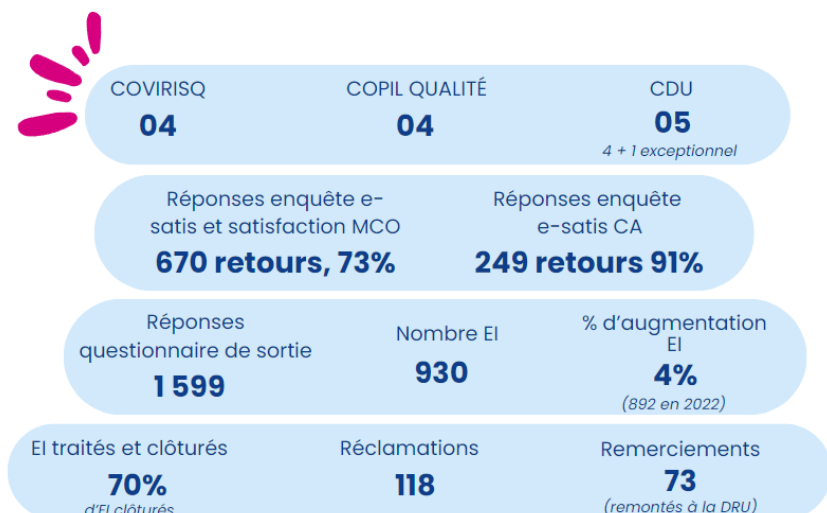 COVIRISQ
04
COPIL QUALITÉ
04
CDU
05
4 + 1 exceptionnel
Réponses enquête e-
satis et satisfaction MCO
670 retours, 73%
Réponses enquête
e-satis CA
249 retours 91%
Réponses
questionnaire de sortie
1 599
Nombre EI
930
% d'augmentation
EI
4%
(892 en 2022)
EI traités et clôturés
70%
d'EI clôturés
Réclamations
118
Remerciements
73
(remontés à la DRU)